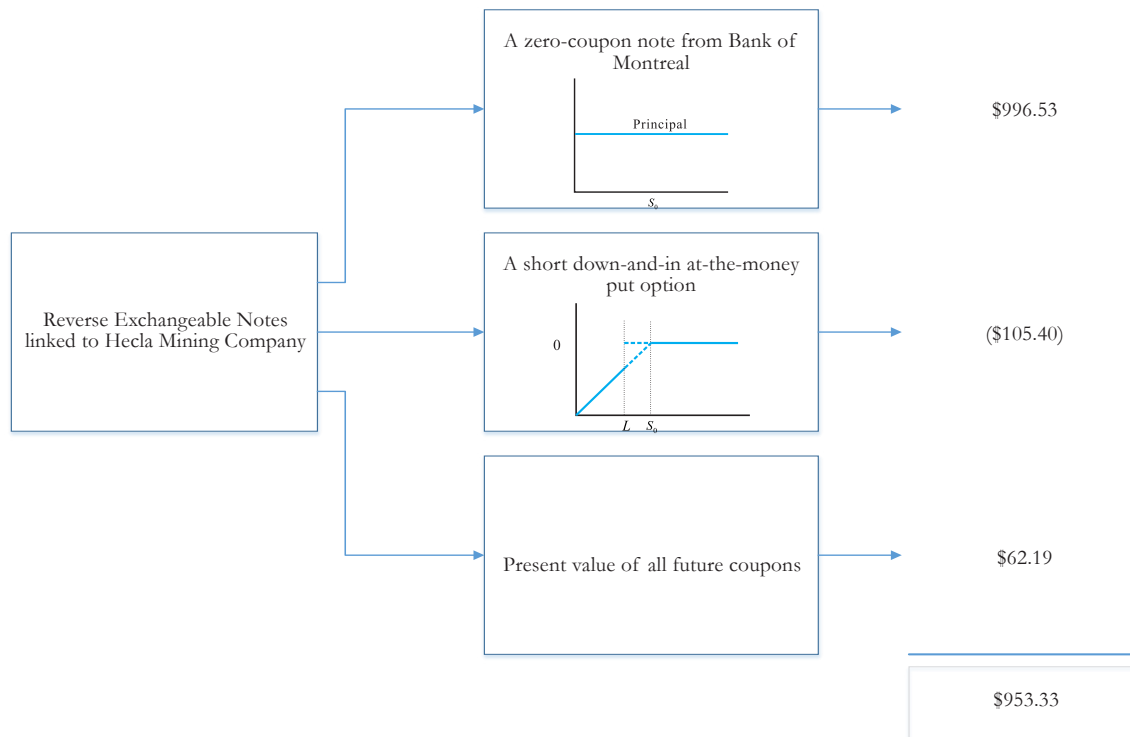 A zero-coupon note from Bank of
Montreal
Principal
S₀
$996.53
Reverse Exchangeable Notes
linked to Hecla Mining Company
A short down-and-in at-the-money
put option
0
L S₀
($105.40)
Present value of all future coupons
$62.19
$953.33